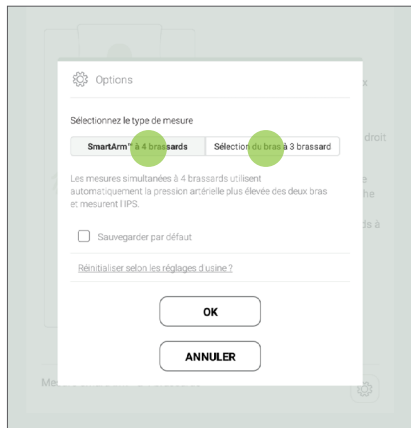 Options
Sélectionnez le type de mesure
SmartArm™ à 4 brassards
Sélection du bras à 3 brassard
Les mesures simultanées à 4 brassards utilisent
automatiquement la pression artérielle plus élevée des deux bras
et mesurent l IPS.
Sauvegarder par défaut
Réinitialiser selon les réglages d'usine ?
OK
ANNULER
droit